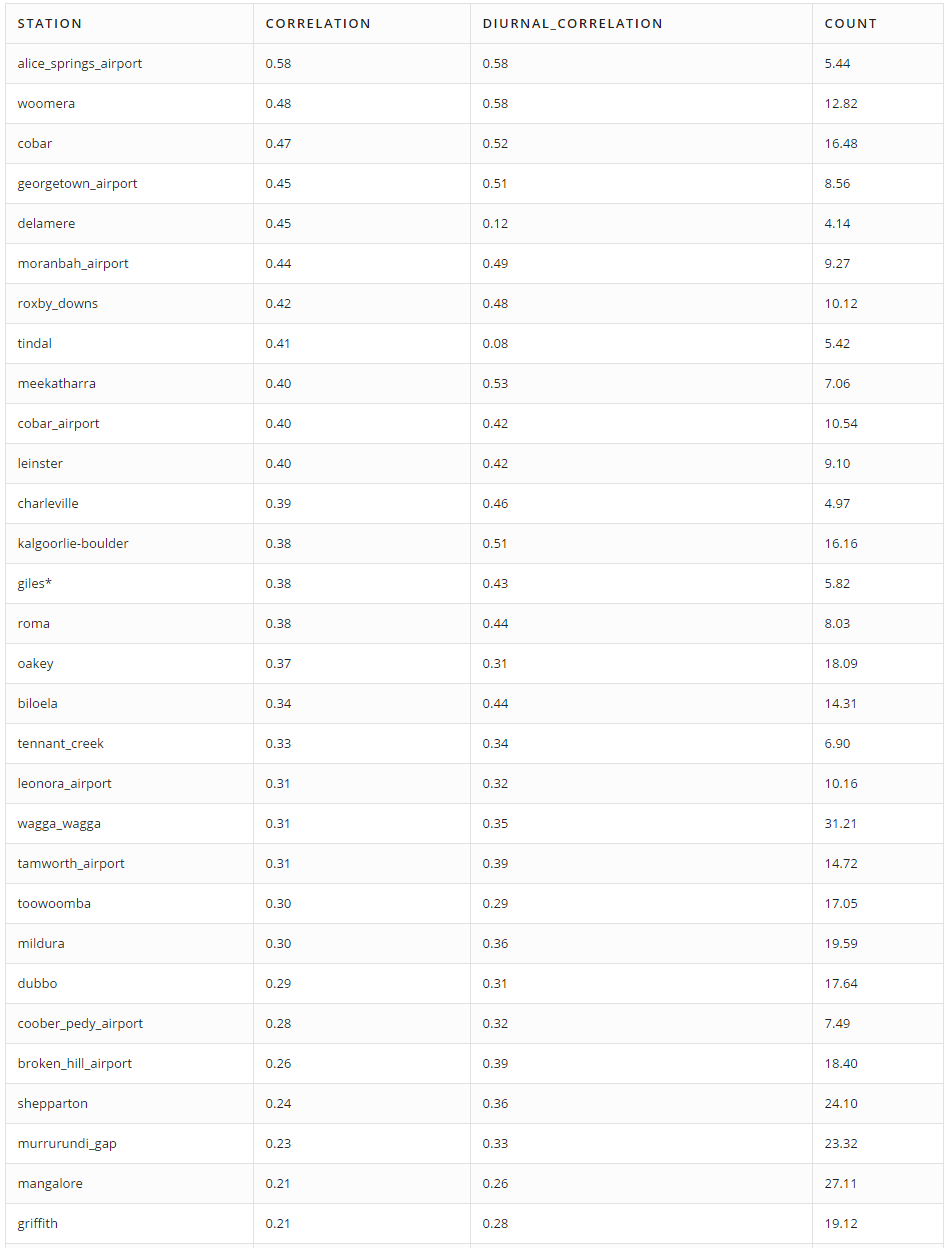 STATION CORRELATION DIURNAL_CORRELATION COUNT
alice_springs_airport 0.58 0.58 5.44
woomera 0.48 0.58 12.82
cobar 0.47 0.52 16.48
georgetown_airport 0.45 0.51 8.56
delamere 0.45 0.12 4.14
moranbah_airport 0.44 0.49 9.27
roxby_downs 0.42 0.48 10.12
tindal 0.41 0.08 5.42
meekatharra 0.40 0.53 7.06
cobar_airport 0.40 0.42 10.54
leinster 0.40 0.42 9.10
charleville 0.39 0.46 4.97
kalgoorlie-boulder 0.38 0.51 16.16
giles* 0.38 0.43 5.82
roma 0.38 0.44 8.03
oakey 0.37 0.31 18.09
biloela 0.34 0.44 14.31
tennant_creek 0.33 0.34 6.90
leonora_airport 0.31 0.32 10.16
wagga_wagga 0.31 0.35 31.21
tamworth_airport 0.31 0.39 14.72
toowoomba 0.30 0.29 17.05
mildura 0.30 0.36 19.59
dubbo 0.29 0.31 17.64
coober_pedy_airport 0.28 0.32 7.49
broken_hill_airport 0.26 0.39 18.40
shepparton 0.24 0.36 24.10
murrurundi_gap 0.23 0.33 23.32
mangalore 0.21 0.26 27.11
griffith 0.21 0.28 19.12